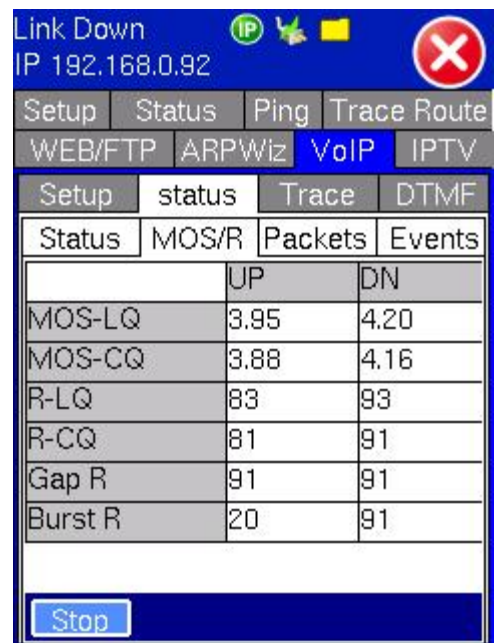 Link Down
IP
IP 192.168.0.92
Setup Status Ping Trace Route
WEB/FTP ARPWiz VoIP IPTV
Setup status Trace DTMF
Status MOS/R Packets Events
UP DN
MOS-LQ 3.95 4.20
MOS-CQ 3.88 4.16
R-LQ 83 93
R-CQ 81 91
Gap R 91 91
Burst R 20 91
Stop